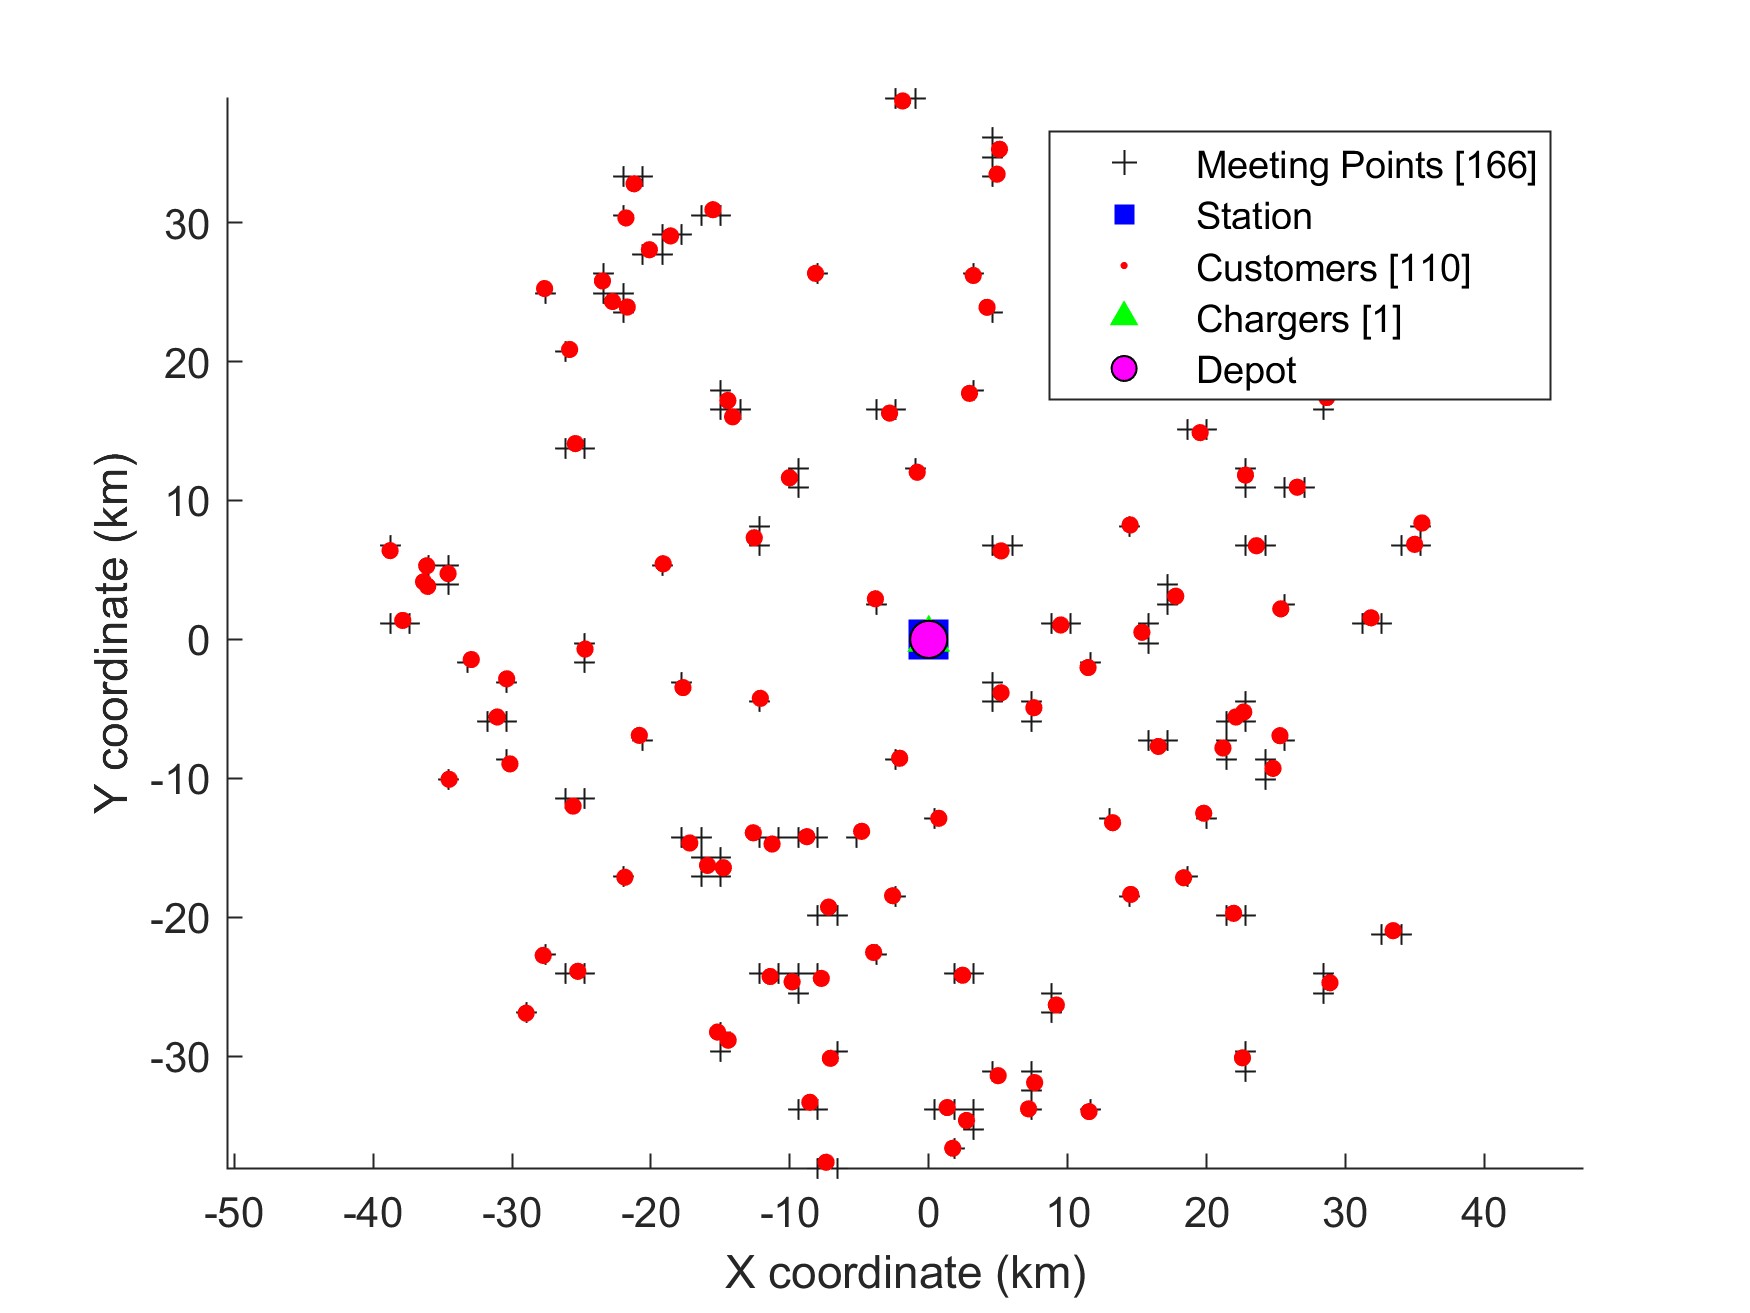 Meeting Points [166]
Station
Customers [110]
Chargers [1]
Depot
Y coordinate (km)
30
20
10
0
-10
-20
-30
-50 -40 -30 -20 -10 0 10 20 30 40
X coordinate (km)